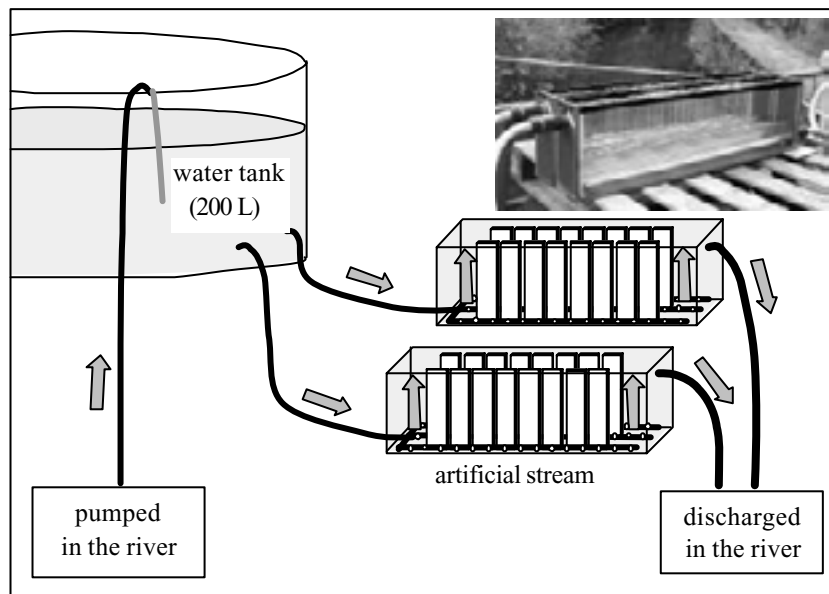 water tank
(200 L)
artificial stream
pumped
in the river
discharged
in the river